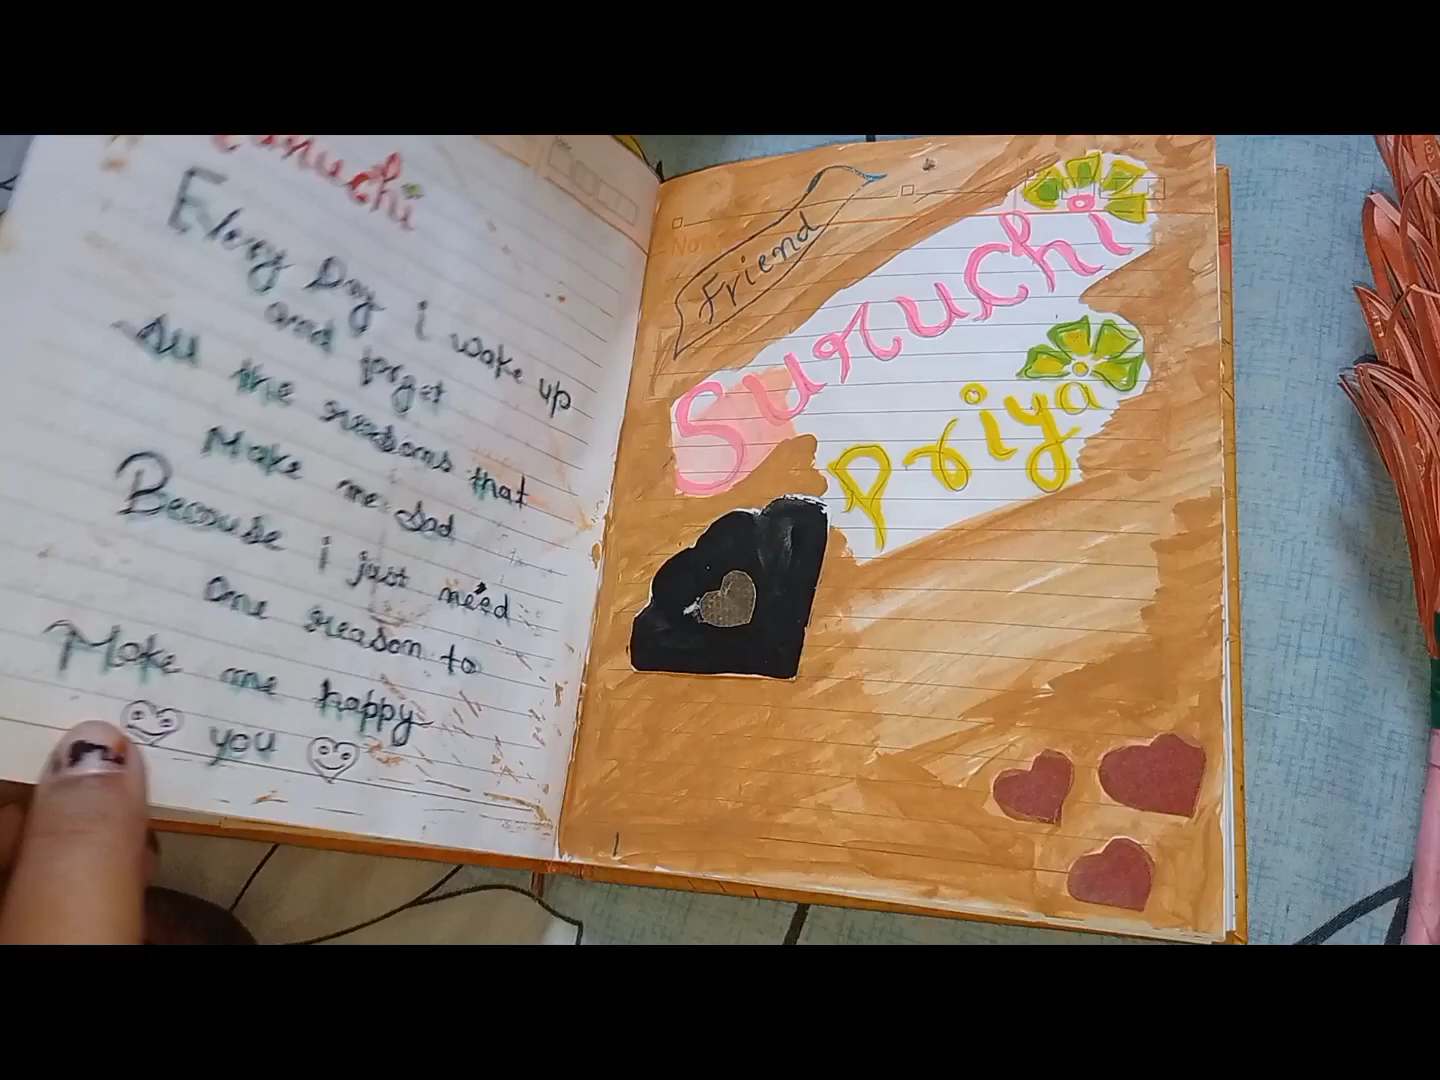 Every Day i wake up
and forget
All the reasons that
Make me Sad
Because i just need
One reason to
Make me happy
you
Friend
Suruchi
Priya